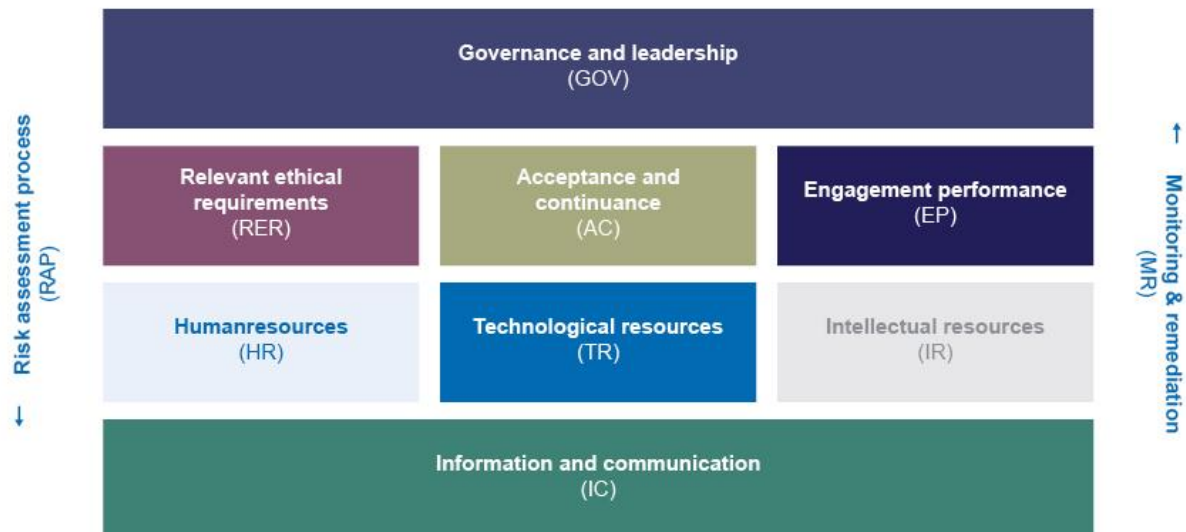 Governance and leadership
(GOV)
← Risk assessment process
(RAP)
Relevant ethical
requirements
(RER)
Acceptance and
continuance
(AC)
Engagement performance
(EP)
← Monitoring & remediation
(MR)
Humanresources
(HR)
Technological resources
(TR)
Intellectual resources
(IR)
Information and communication
(IC)